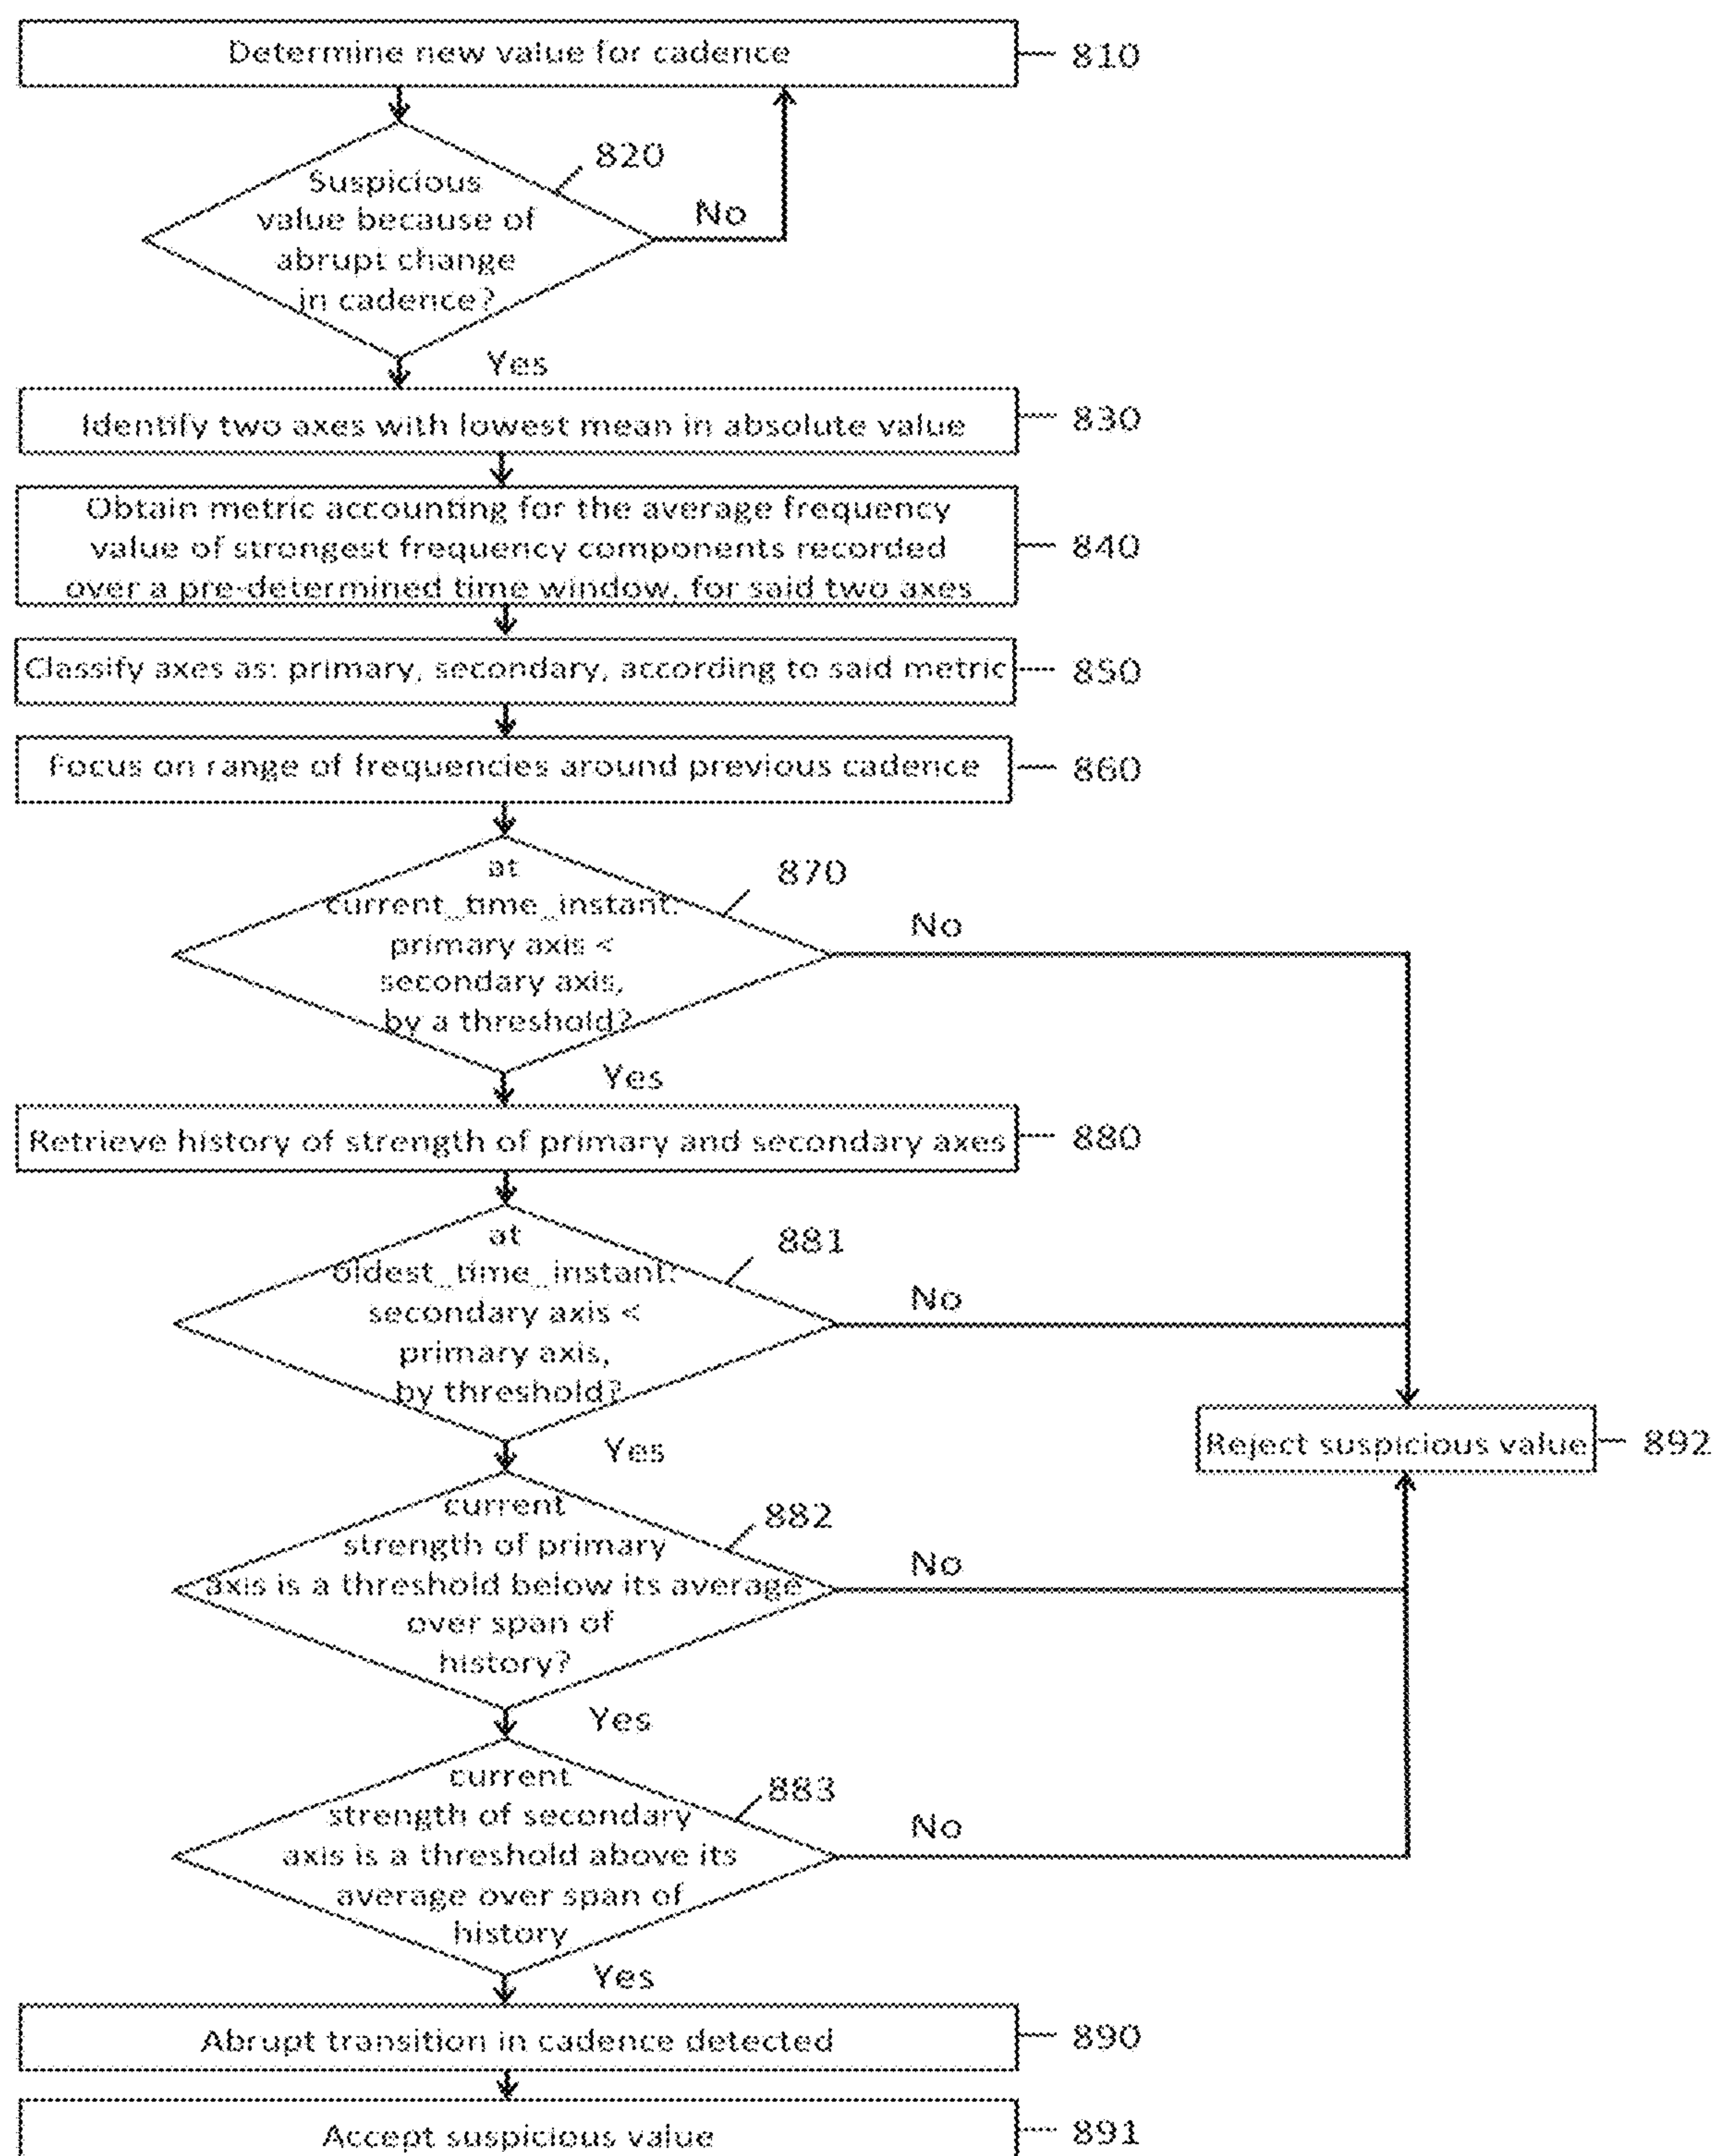 Determine new value for cadence
810
820
Suspicious
value because of
abrupt change
in cadence?
No
Yes
Identify two axes with lowest mean in absolute value
830
Obtain metric accounting for the average frequency
value of strongest frequency components recorded
over a pre-determined time window, for said two axes
840
Classify axes as: primary, secondary, according to said metric
850
Focus on range of frequencies around previous cadence
860
at
current_time_instant:
primary axis <
secondary axis,
by a threshold?
870
No
Yes
Retrieve history of strength of primary and secondary axes
880
at
oldest_time_instant:
secondary axis <
primary axis,
by threshold?
881
No
Yes
Reject suspicious value
892
current
strength of primary
axis is a threshold below its average
over span of
history?
882
No
Yes
current
strength of secondary
axis is a threshold above its
average over span of
history
883
No
Yes
Abrupt transition in cadence detected
890
Accept suspicious value
891